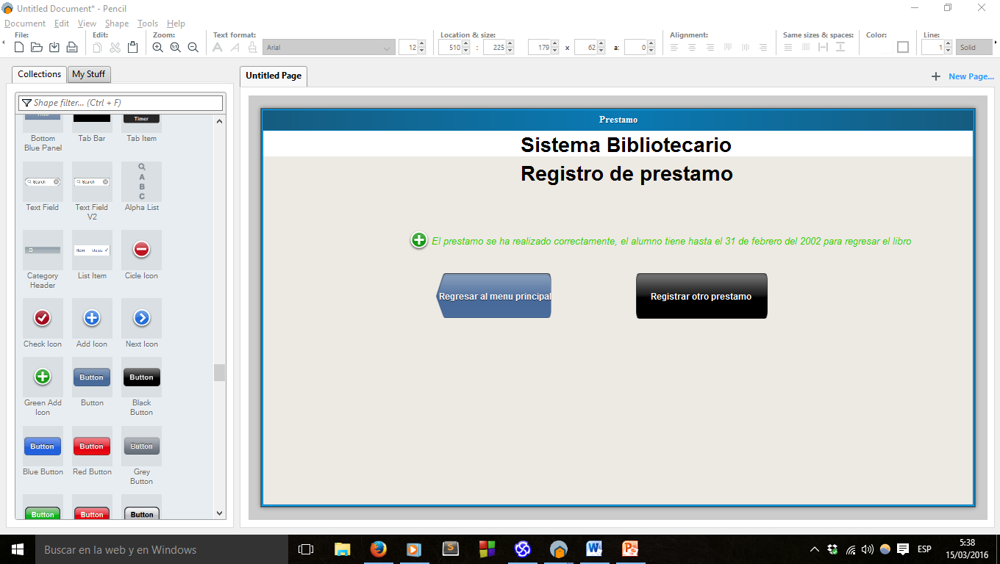 Untitled Document* - Pencil
Document Edit View Shape Tools Help
File: Edit: Zoom: Text format: Location & size: Alignment: Same sizes & spaces: Color: Line:
Arial 12 510 : 225 179 x 62 a: 0 1 Solid
Collections My Stuff
Untitled Page
New Page...
Shape filter... (Ctrl + F)
Timer
Bottom Blue Panel
Tab Bar
Tab Item
Search
Search
A
B
C
Text Field
Text Field V2
Alpha List
D
Item status
Category Header
List Item
Cicle Icon
Check Icon
Add Icon
Next Icon
Button
Button
Green Add Icon
Button
Black Button
Button
Button
Button
Blue Button
Red Button
Grey Button
Button
Button
Button
Prestamo
Sistema Bibliotecario
Registro de prestamo
El prestamo se ha realizado correctamente, el alumno tiene hasta el 31 de febrero del 2002 para regresar el libro
Regresar al menu principal
Registrar otro prestamo
Buscar en la web y en Windows
ESP
5:38
15/03/2016